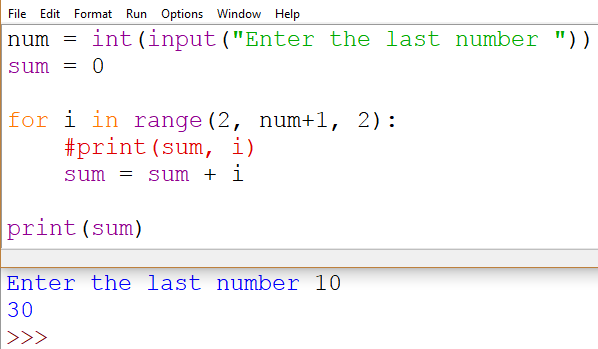 File Edit Format Run Options Window Help
num = int(input("Enter the last number "))
sum = 0
for i in range(2, num+1, 2):
    #print(sum, i)
    sum = sum + i
print(sum)
Enter the last number 10
30
>>>